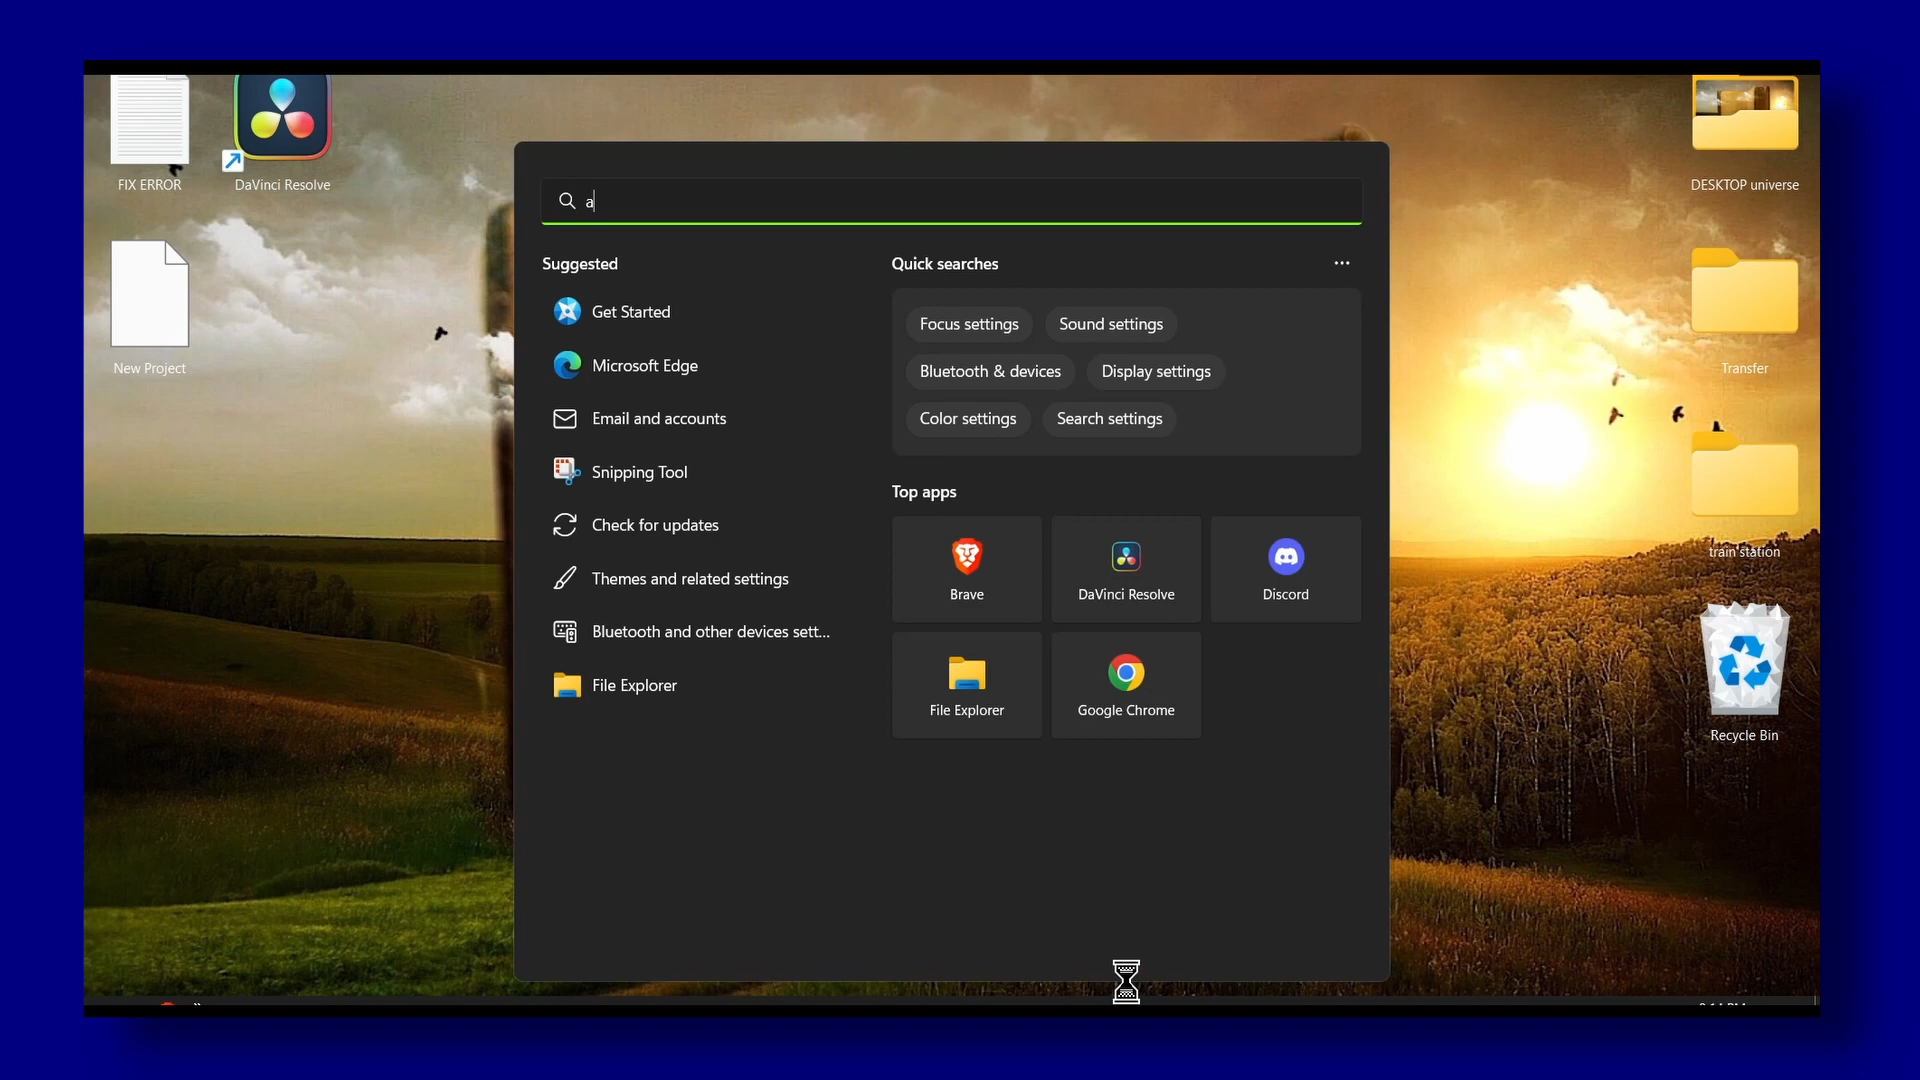 FIX ERROR
DaVinci Resolve
New Project
a
Suggested
Get Started
Microsoft Edge
Email and accounts
Snipping Tool
Check for updates
Themes and related settings
Bluetooth and other devices sett...
File Explorer
Quick searches
Focus settings
Sound settings
Bluetooth & devices
Display settings
Color settings
Search settings
Top apps
Brave
DaVinci Resolve
Discord
File Explorer
Google Chrome
DESKTOP universe
Transfer
train station
Recycle Bin